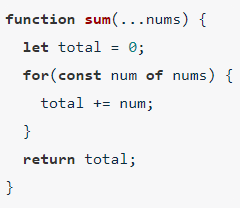 function sum(...nums) {
  let total = 0;
  for(const num of nums) {
    total += num;
  }
  return total;
}